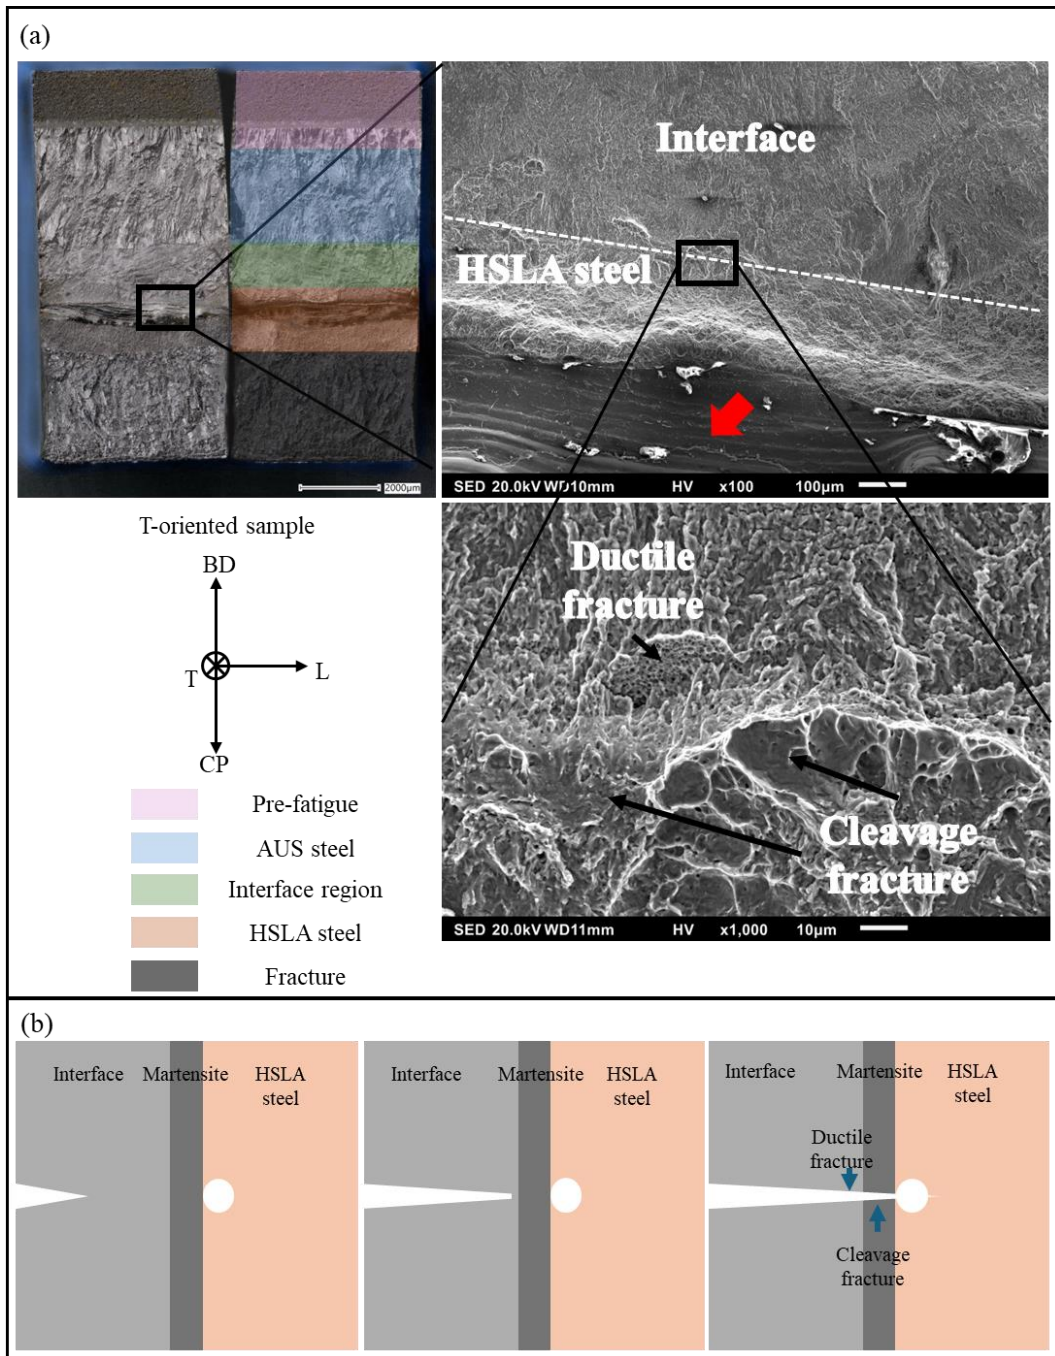 (a)
Interface
HSLA steel
2000μm
SED 20.0kV WD10mm HV x100 100μm
T-oriented sample
BD
T
L
CP
Ductile
fracture
Cleavage
fracture
SED 20.0kV WD11mm HV x1,000 10μm
Pre-fatigue
AUS steel
Interface region
HSLA steel
Fracture
(b)
Interface Martensite HSLA
steel
Interface Martensite HSLA
steel
Interface Martensite HSLA
steel
Ductile
fracture
Cleavage
fracture